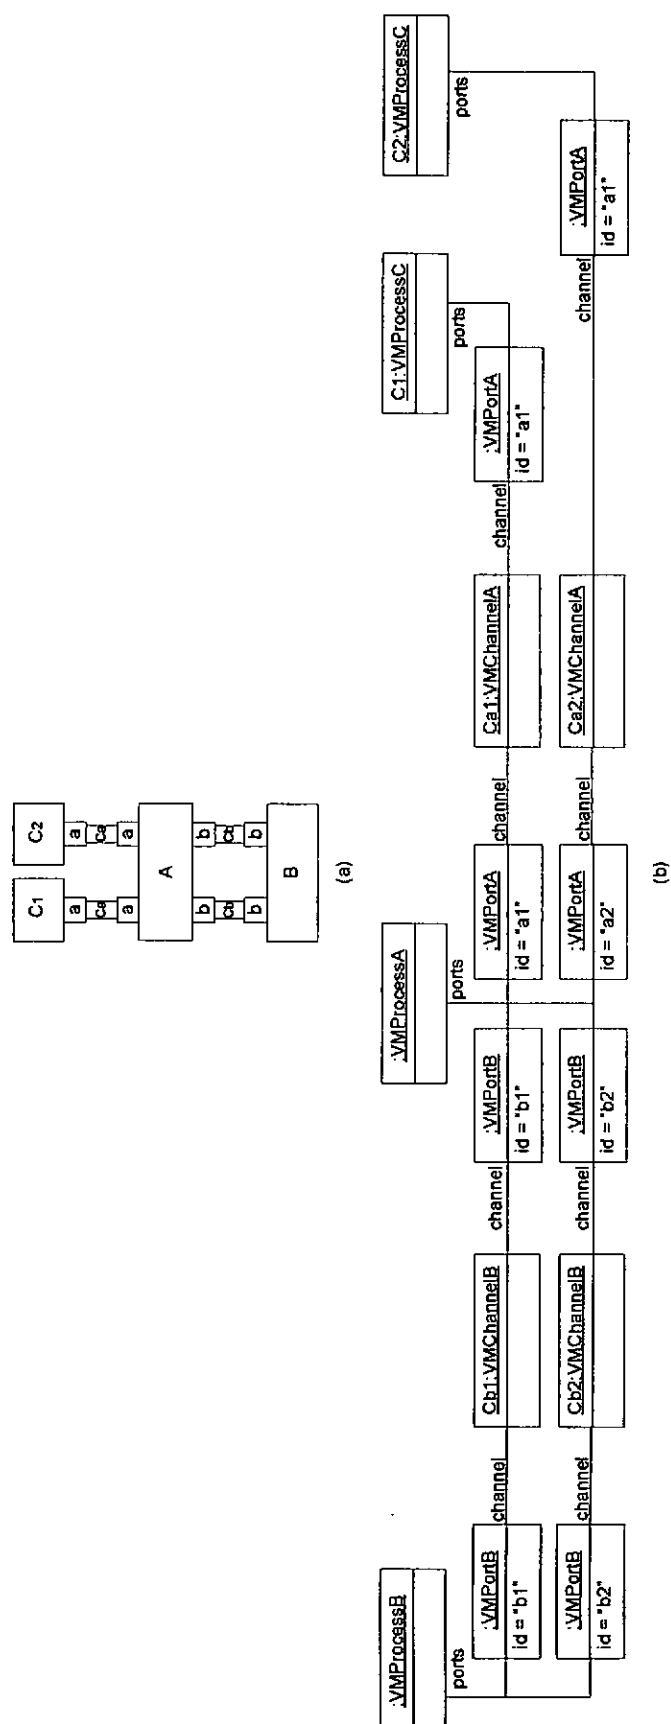 C1
C2
a
a
ca
ca
a
a
A
b
b
cb
cb
b
b
B
(a)
:VMProcessB
ports
:VMPortB
id = "b1"
:VMPortB
id = "b2"
channel
channel
Cb1:VMChannelB
Cb2:VMChannelB
channel
channel
:VMPortB
id = "b1"
:VMPortB
id = "b2"
:VMProcessA
ports
:VMPortA
id = "a1"
:VMPortA
id = "a2"
channel
channel
Ca1:VMChannelA
Ca2:VMChannelA
channel
channel
:VMPortA
id = "a1"
C1:VMProcessC
ports
:VMPortA
id = "a1"
C2:VMProcessC
ports
(b)